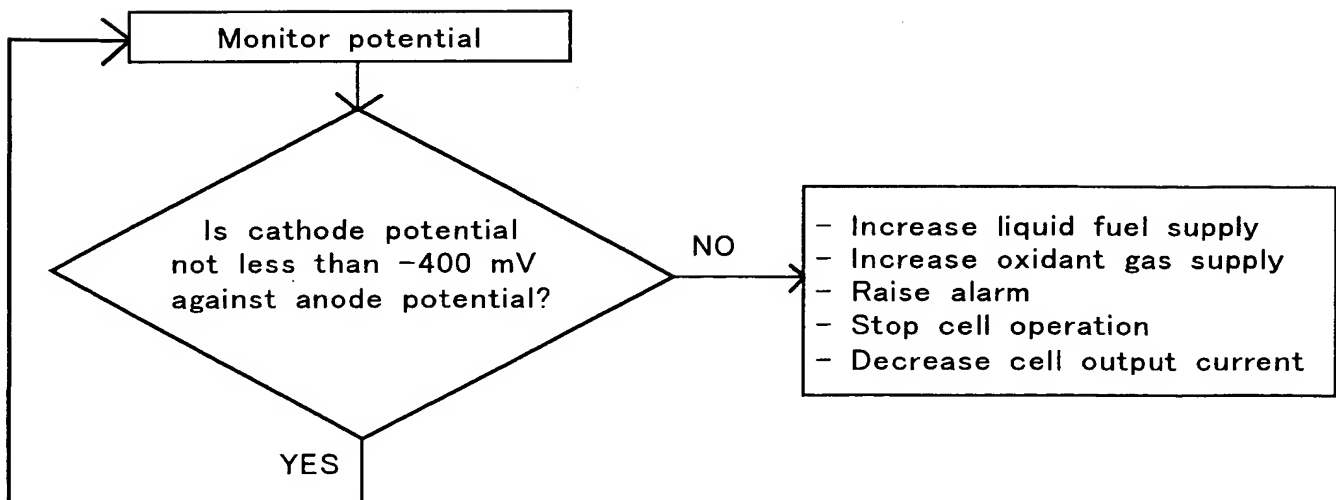 Monitor potential
Is cathode potential
not less than −400 mV
against anode potential?
NO
- Increase liquid fuel supply
- Increase oxidant gas supply
- Raise alarm
- Stop cell operation
- Decrease cell output current
YES